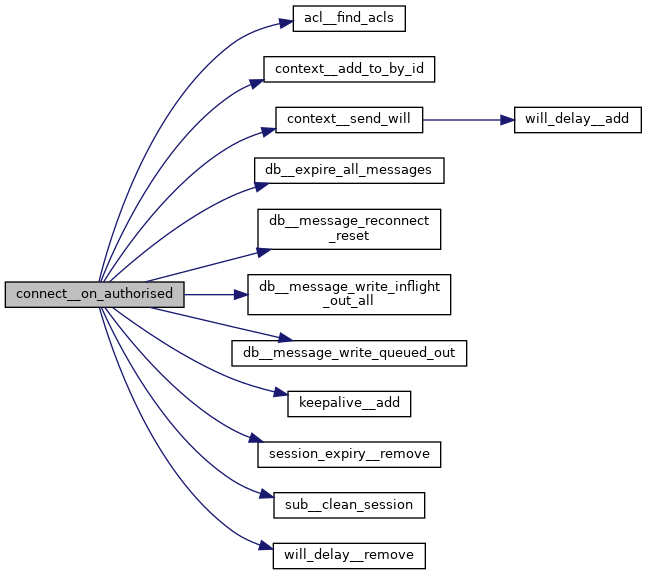 acl__find_acls
context__add_to_by_id
context__send_will
will_delay__add
db__expire_all_messages
db__message_reconnect
_reset
connect__on_authorised
db__message_write_inflight
_out_all
db__message_write_queued_out
keepalive__add
session_expiry__remove
sub__clean_session
will_delay__remove